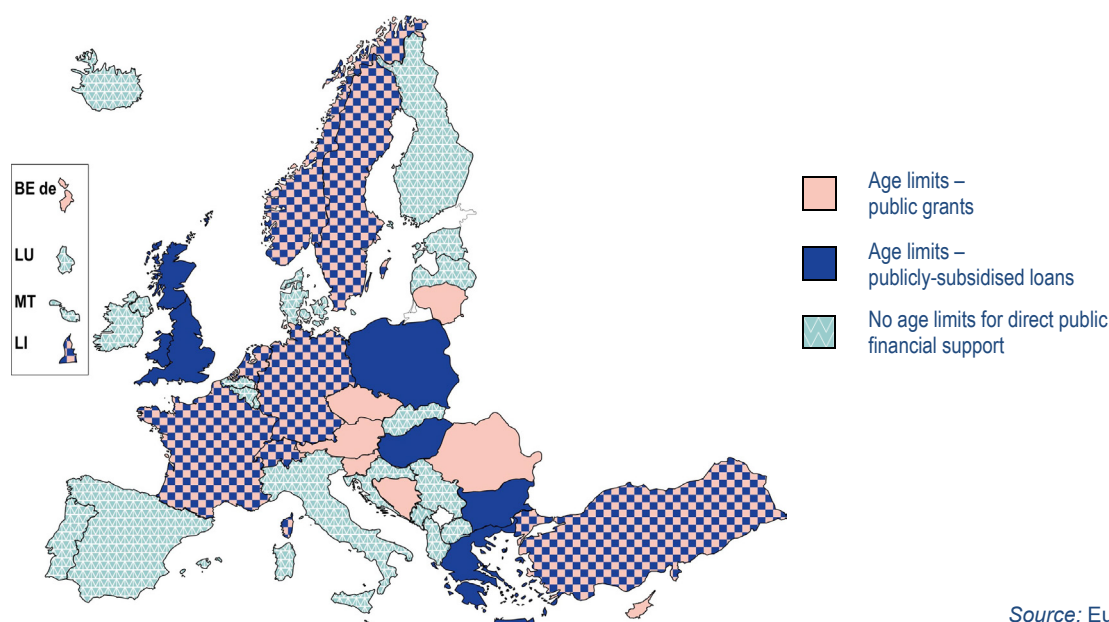 BE de
LU
MT
LI
Age limits –
public grants
Age limits –
publicly-subsidised loans
No age limits for direct public
financial support
Source: Eu